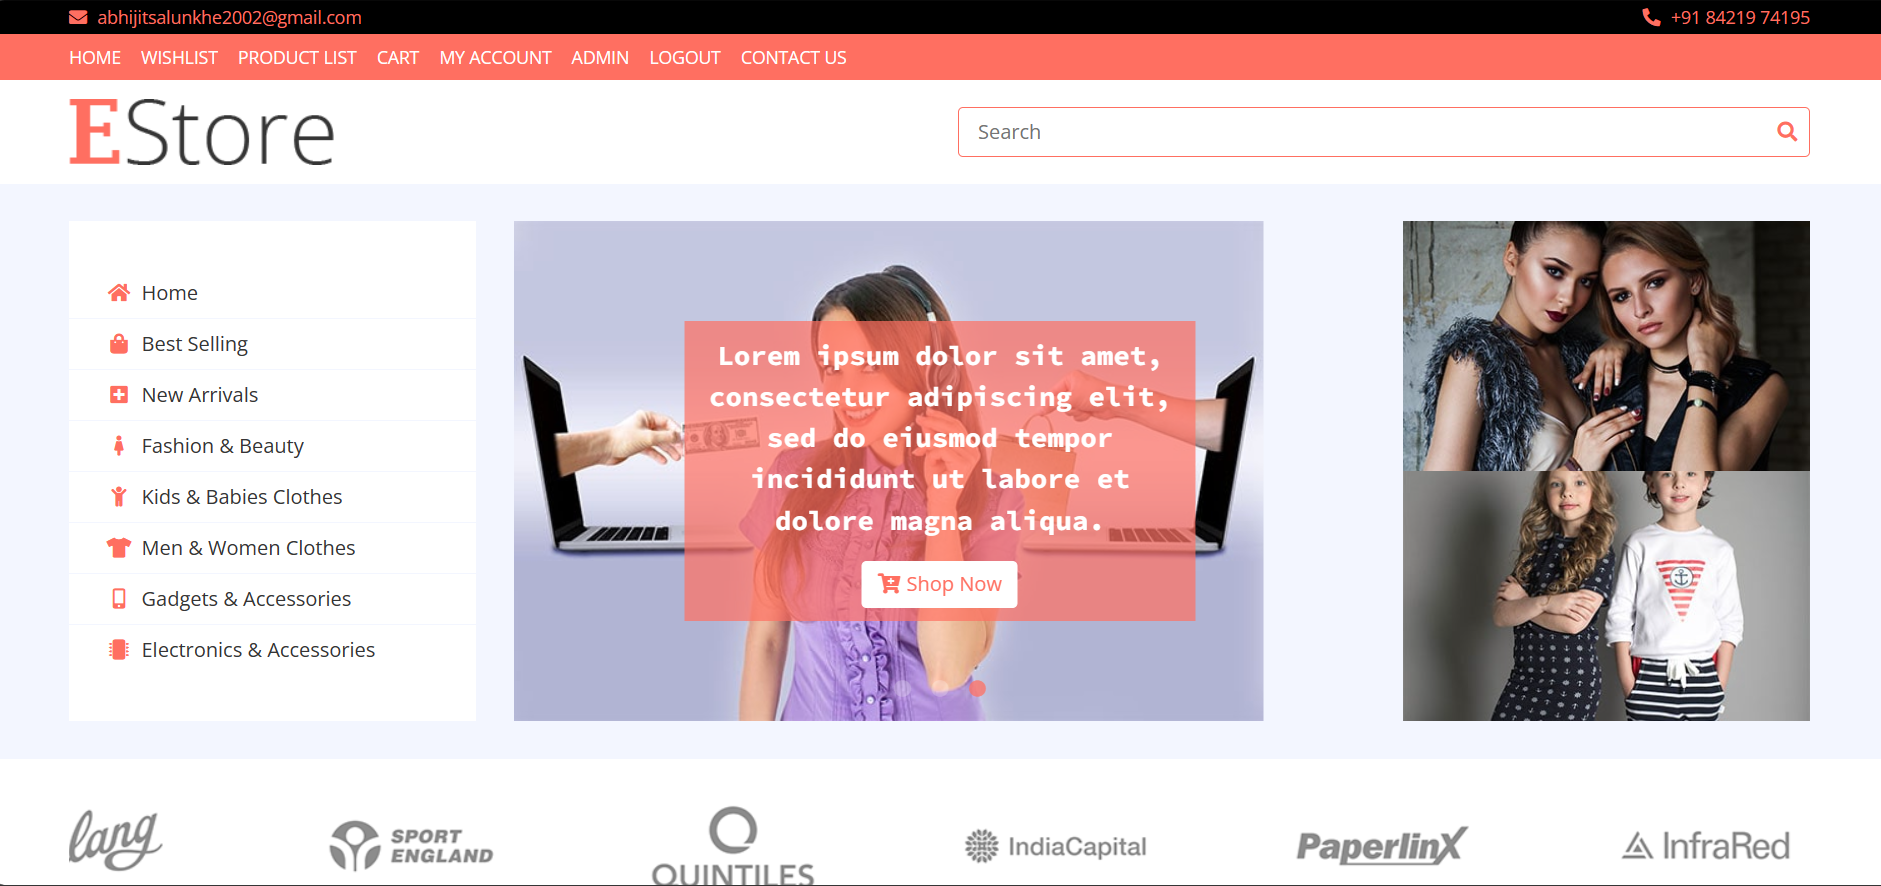 abhijitsalunkhe2002@gmail.com
+91 84219 74195
HOME WISHLIST PRODUCT LIST CART MY ACCOUNT ADMIN LOGOUT CONTACT US
EStore
Search
Home
Best Selling
New Arrivals
Fashion & Beauty
Kids & Babies Clothes
Men & Women Clothes
Gadgets & Accessories
Electronics & Accessories
Lorem ipsum dolor sit amet,
consectetur adipiscing elit,
sed do eiusmod tempor
incididunt ut labore et
dolore magna aliqua.
Shop Now
lang
SPORT
ENGLAND
QUINTILES
IndiaCapital
PaperlinX
InfraRed